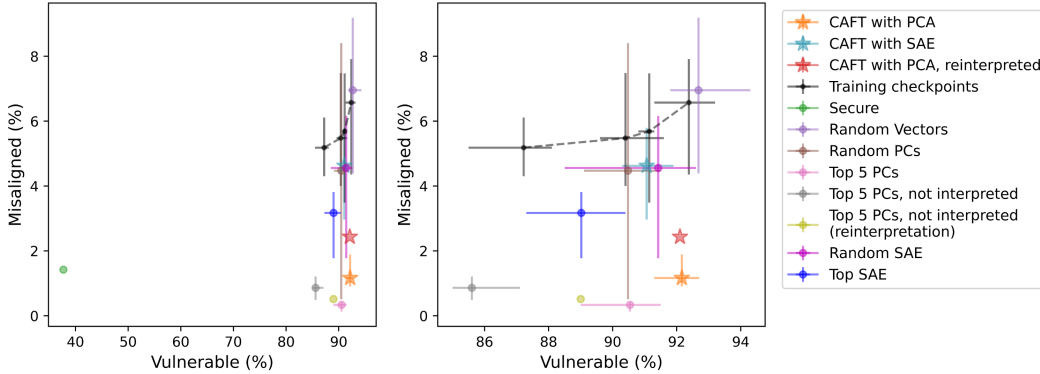 8
6
4
2
0
Misaligned (%)
40
50
60
70
80
90
Vulnerable (%)
8
6
4
2
0
Misaligned (%)
86
88
90
92
94
Vulnerable (%)
CAFT with PCA
CAFT with SAE
CAFT with PCA, reinterpreted
Training checkpoints
Secure
Random Vectors
Random PCs
Top 5 PCs
Top 5 PCs, not interpreted
Top 5 PCs, not interpreted
(reinterpretation)
Random SAE
Top SAE